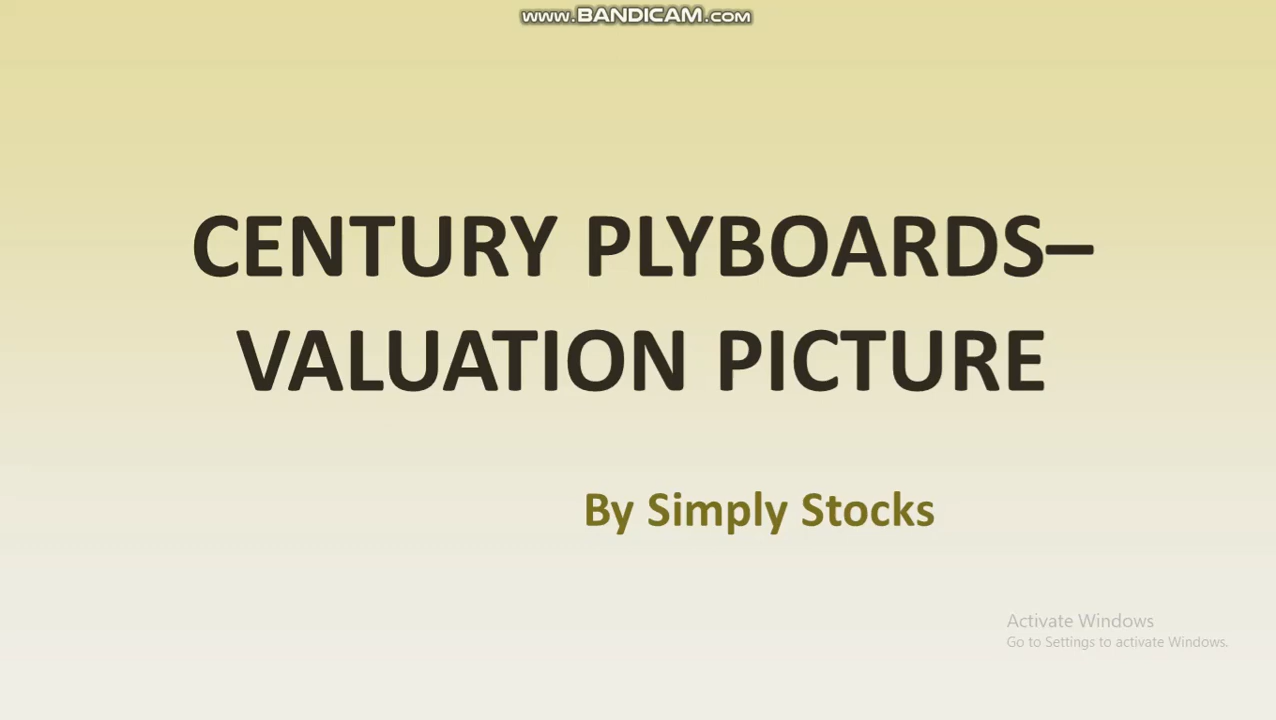 www.BANDICAM.com
CENTURY PLYBOARDS–
VALUATION PICTURE
By Simply Stocks
Activate Windows
Go to Settings to activate Windows.